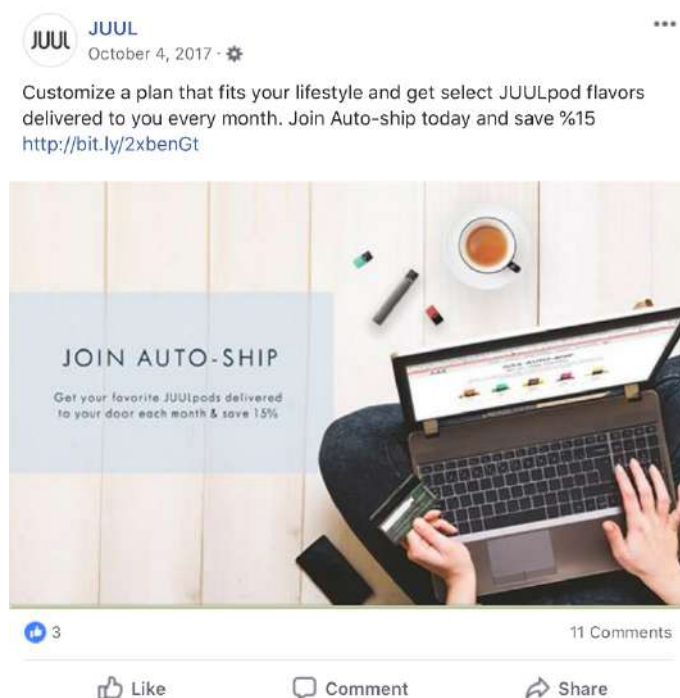 JUUL
JUUL
October 4, 2017 ·
Customize a plan that fits your lifestyle and get select JUULpod flavors
delivered to you every month. Join Auto-ship today and save %15
http://bit.ly/2xbenGt
JOIN AUTO-SHIP
Get your favorite JUULpods delivered
to your door each month & save 15%
3
11 Comments
Like
Comment
Share